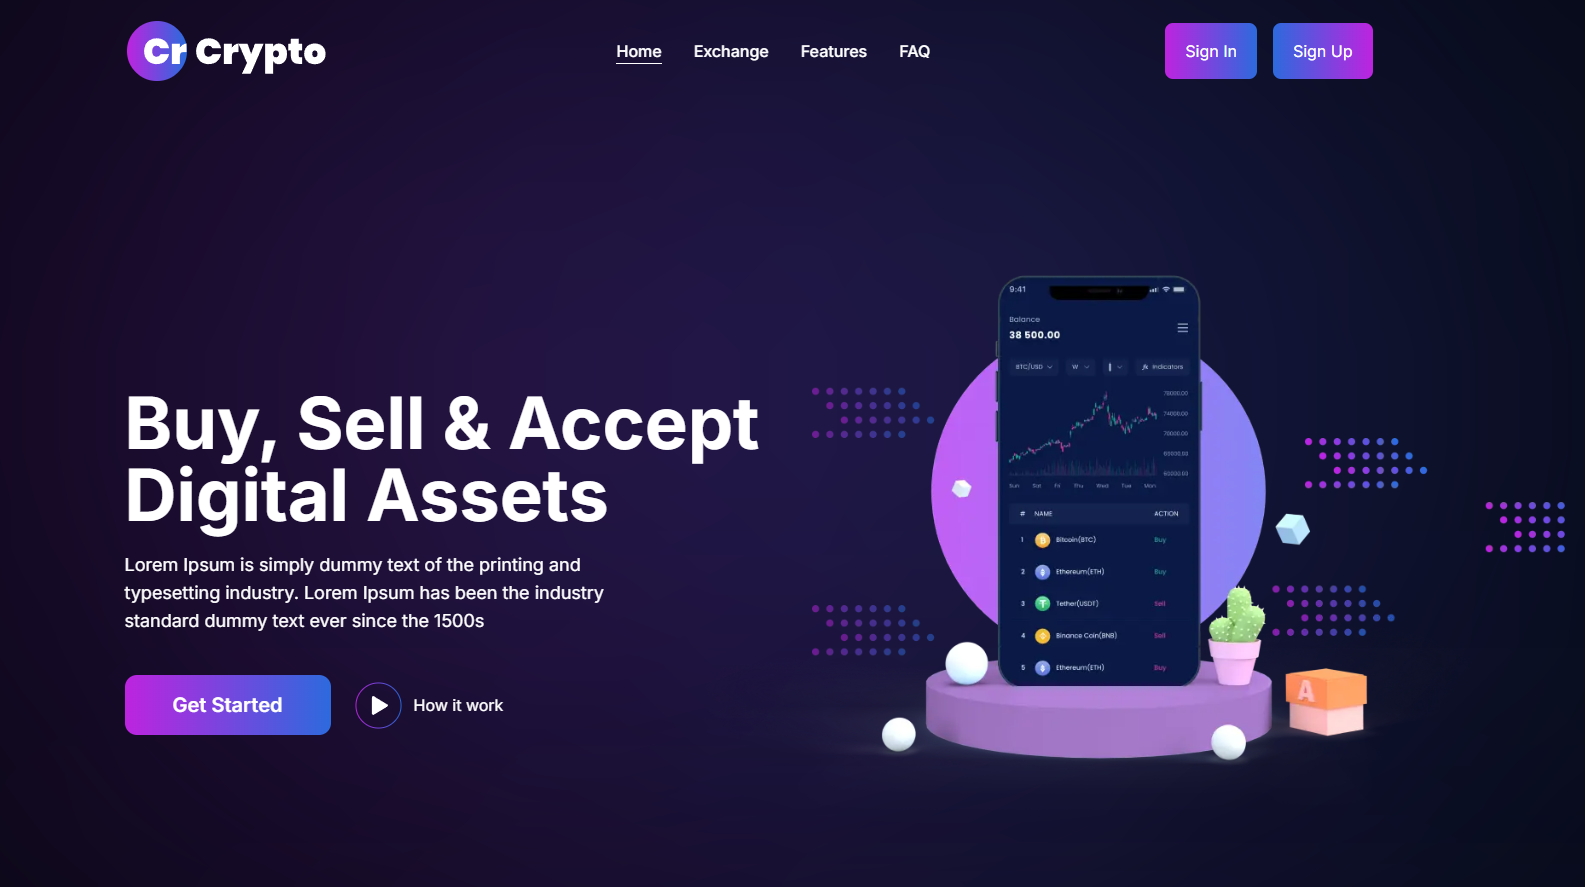 Cr Crypto
Home Exchange Features FAQ
Sign In Sign Up
Buy, Sell & Accept
Digital Assets
Lorem Ipsum is simply dummy text of the printing and
typesetting industry. Lorem Ipsum has been the industry
standard dummy text ever since the 1500s
Get Started
How it work
9:41
Balance
38 500.00
BTC/USD W fx Indicators
78000.00
74000.00
70000.00
60000.00
Sun Sat Fri Thu Wed Tue Mon
# NAME ACTION
1 Bitcoin(BTC) Buy
2 Ethereum(ETH) Buy
3 Tether(USDT) Sell
4 Binance Coin(BNB) Sell
5 Ethereum(ETH) Buy
A